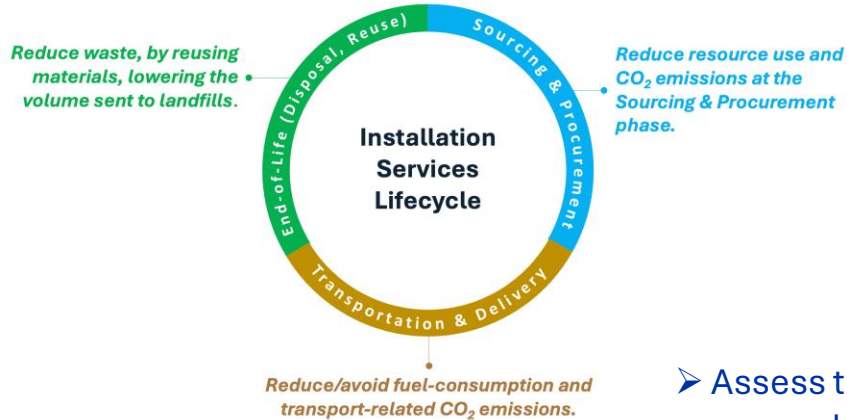 Reduce waste, by reusing
materials, lowering the
volume sent to landfills.
End-of-Life (Disposal, Reuse)
Sourcing & Procurement
Reduce resource use and
CO₂ emissions at the
Sourcing & Procurement
phase.
Installation
Services
Lifecycle
Transportation & Delivery
Reduce/avoid fuel-consumption and
transport-related CO₂ emissions.
➢ Assess t